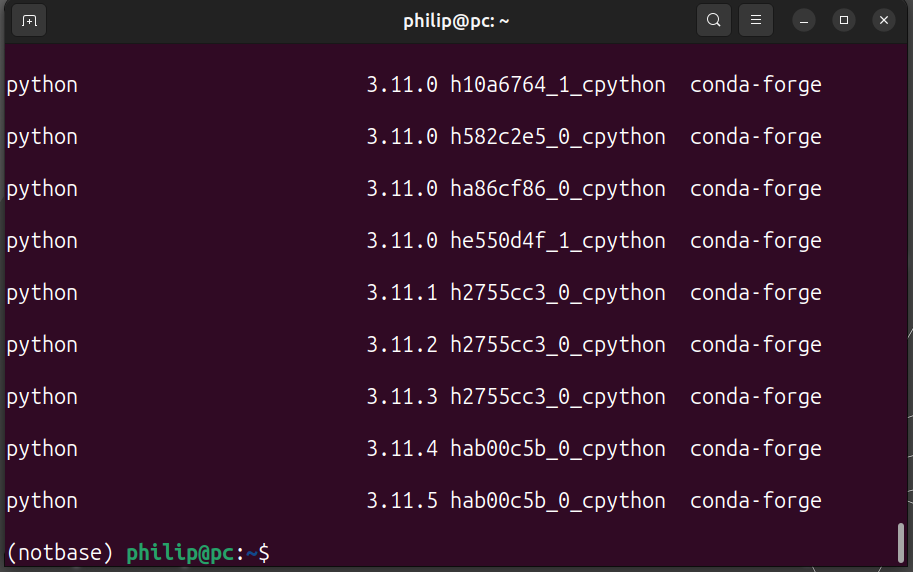 philip@pc: ~
python 3.11.0 h10a6764_1_cpython conda-forge
python 3.11.0 h582c2e5_0_cpython conda-forge
python 3.11.0 ha86cf86_0_cpython conda-forge
python 3.11.0 he550d4f_1_cpython conda-forge
python 3.11.1 h2755cc3_0_cpython conda-forge
python 3.11.2 h2755cc3_0_cpython conda-forge
python 3.11.3 h2755cc3_0_cpython conda-forge
python 3.11.4 hab00c5b_0_cpython conda-forge
python 3.11.5 hab00c5b_0_cpython conda-forge
(notbase) philip@pc:~$